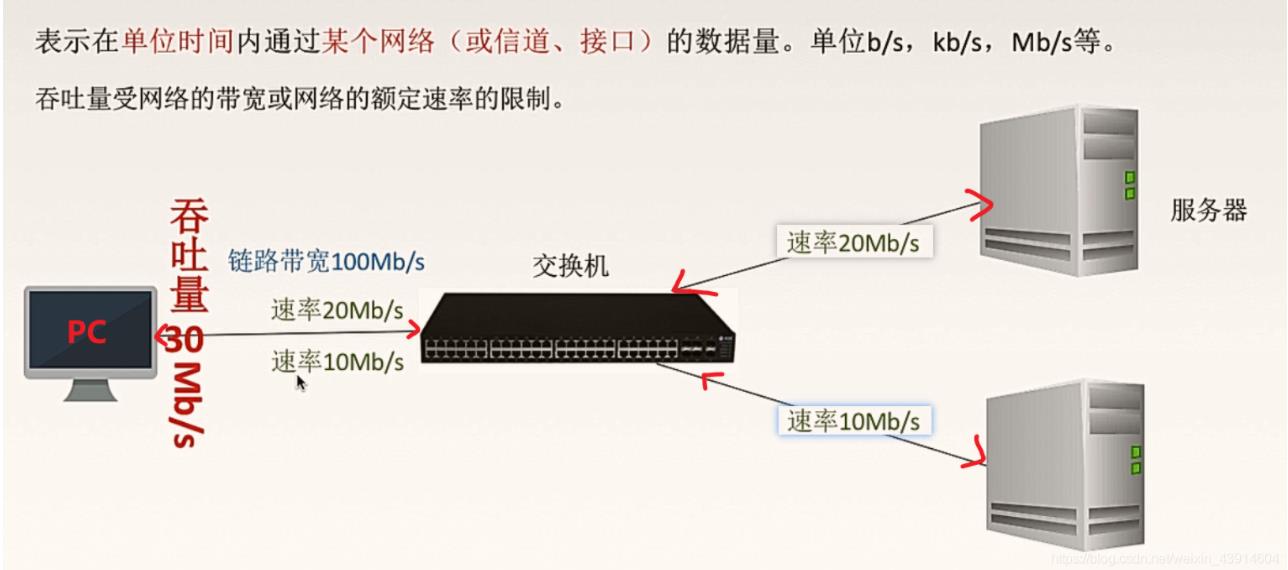 表示在单位时间内通过某个网络（或信道、接口）的数据量。单位b/s，kb/s，Mb/s等。
吞吐量受网络的带宽或网络的额定速率的限制。
吞吐量30Mb/s
链路带宽100Mb/s
交换机
速率20Mb/s
服务器
PC
速率20Mb/s
速率10Mb/s
速率10Mb/s
https://blog.csdn.net/weixin_43914604